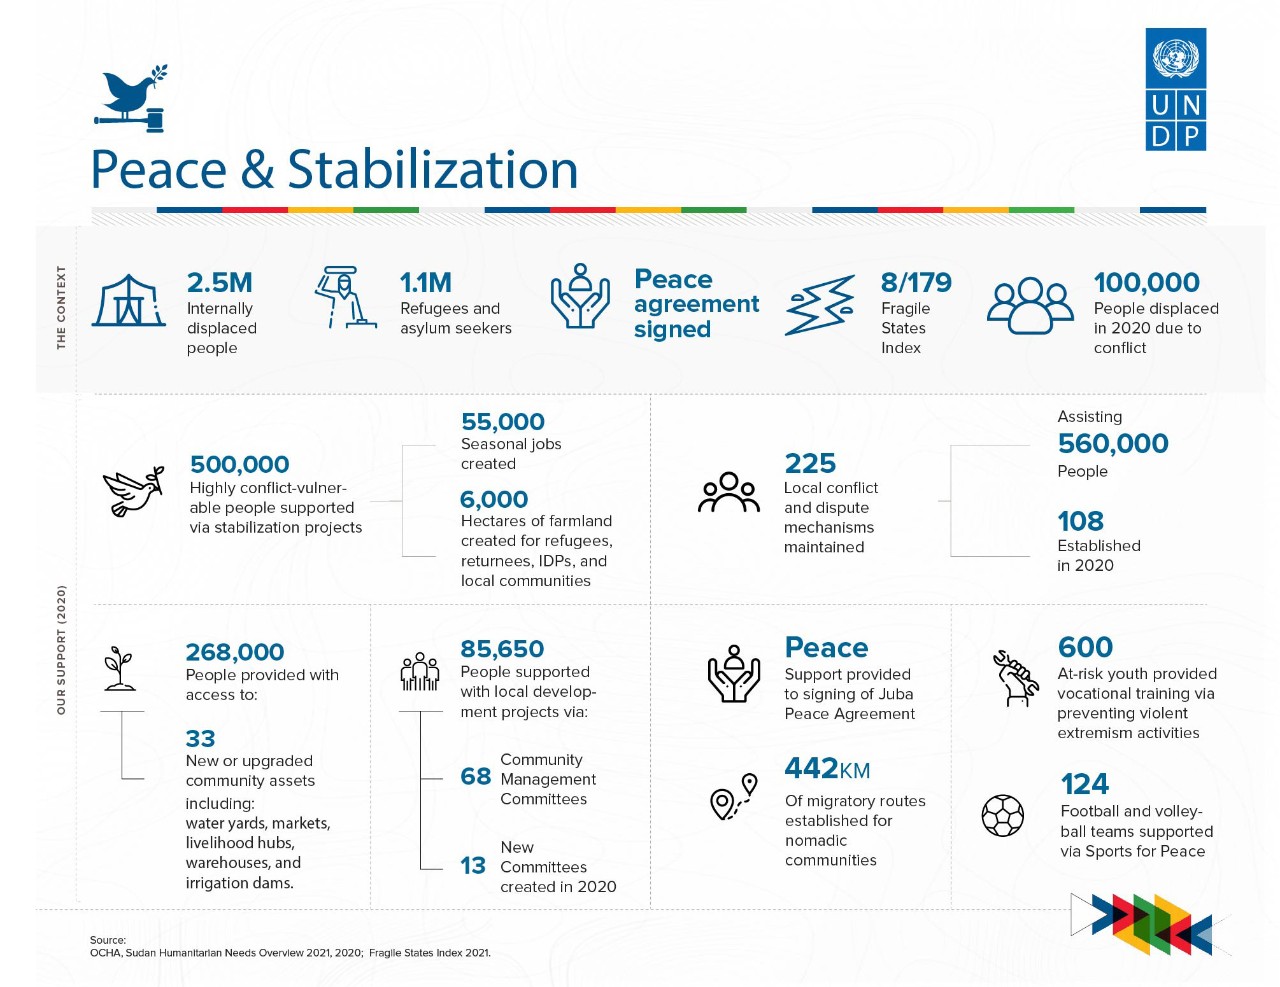 UN
DP
Peace & Stabilization
THE CONTEXT
2.5M
Internally
displaced
people
1.1M
Refugees and
asylum seekers
Peace
agreement
signed
8/179
Fragile
States
Index
100,000
People displaced
in 2020 due to
conflict
OUR SUPPORT (2020)
500,000
Highly conflict-vulner-
able people supported
via stabilization projects
55,000
Seasonal jobs
created
6,000
Hectares of farmland
created for refugees,
returnees, IDPs, and
local communities
225
Local conflict
and dispute
mechanisms
maintained
Assisting
560,000
People
108
Established
in 2020
268,000
People provided with
access to:
33
New or upgraded
community assets
including:
water yards, markets,
livelihood hubs,
warehouses, and
irrigation dams.
85,650
People supported
with local develop-
ment projects via:
68
Community
Management
Committees
13
New
Committees
created in 2020
Peace
Support provided
to signing of Juba
Peace Agreement
442KM
Of migratory routes
established for
nomadic
communities
600
At-risk youth provided
vocational training via
preventing violent
extremism activities
124
Football and volley-
ball teams supported
via Sports for Peace
Source:
OCHA, Sudan Humanitarian Needs Overview 2021, 2020; Fragile States Index 2021.